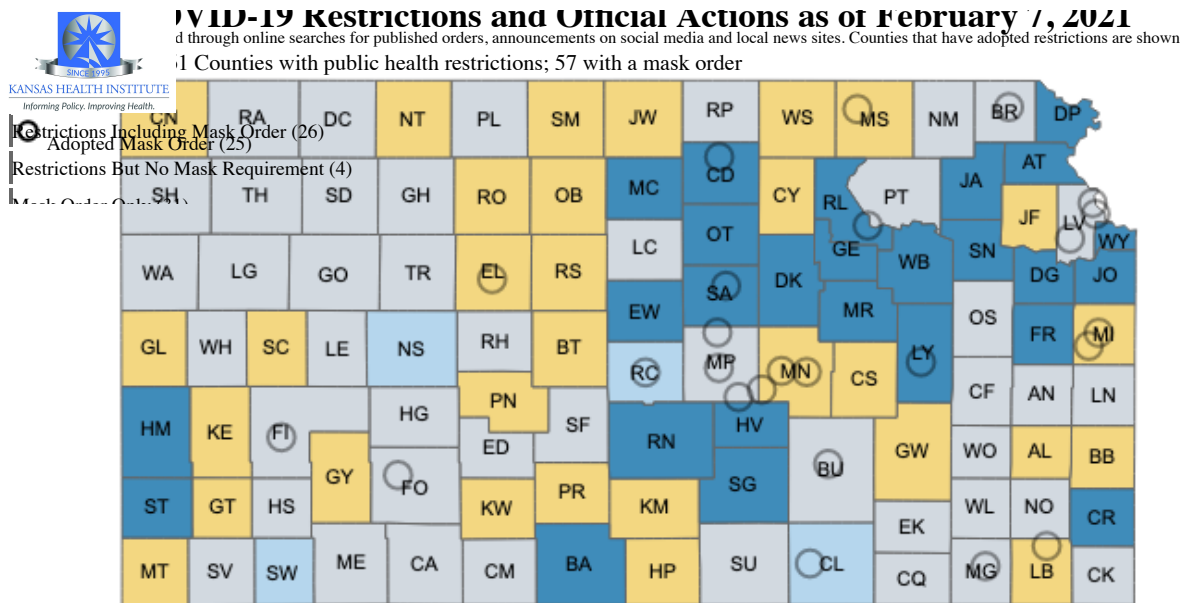 OVID-19 Restrictions and Official Actions as of February 7, 2021
d through online searches for published orders, announcements on social media and local news sites. Counties that have adopted restrictions are shown
61 Counties with public health restrictions; 57 with a mask order
SINCE 1995
KANSAS HEALTH INSTITUTE
Informing Policy. Improving Health.
Restrictions Including Mask Order (26)
Adopted Mask Order (25)
Restrictions But No Mask Requirement (4)
Mask Order Only (31)
CN RA DC NT PL SM JW RP WS MS NM BR DP
SH TH SD GH RO OB MC CD CY RL PT JA AT
LC OT GE JF LV WY
WA LG GO TR EL RS SA DK WB SN DG JO
EW MR OS
GL WH SC LE NS RH BT RC MP MN CS LY FR MI
HM KE FI HG PN SF RN HV CF AN LN
GY FO ED SG BU GW WO AL BB
ST GT HS KW PR KM EK WL NO CR
MT SV SW ME CA CM BA HP SU CL CQ MG LB CK